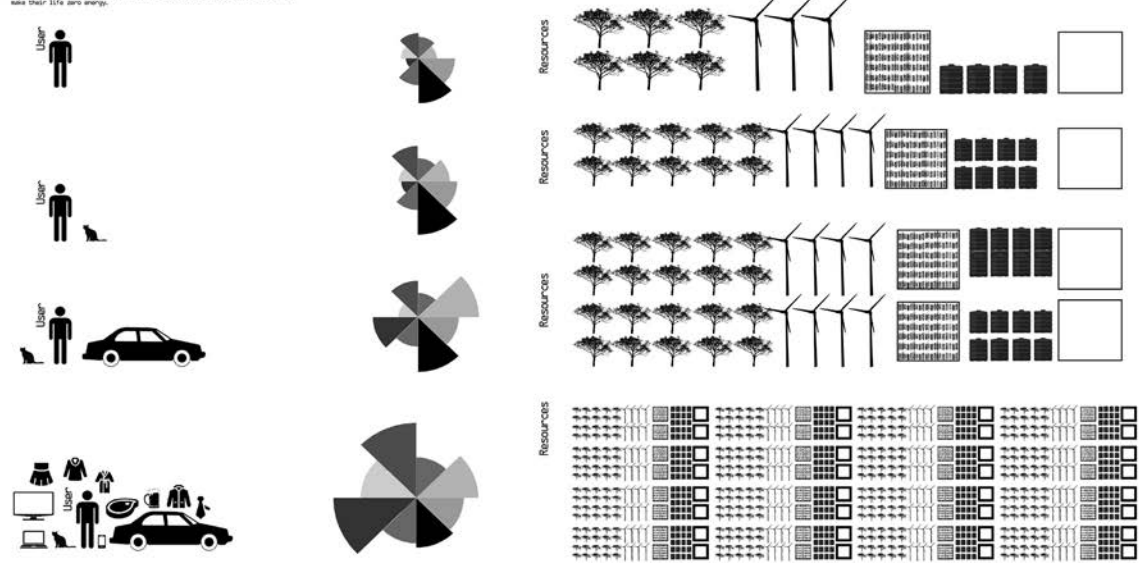 make their life zero energy.
User
Resources
User
Resources
User
Resources
User
Resources